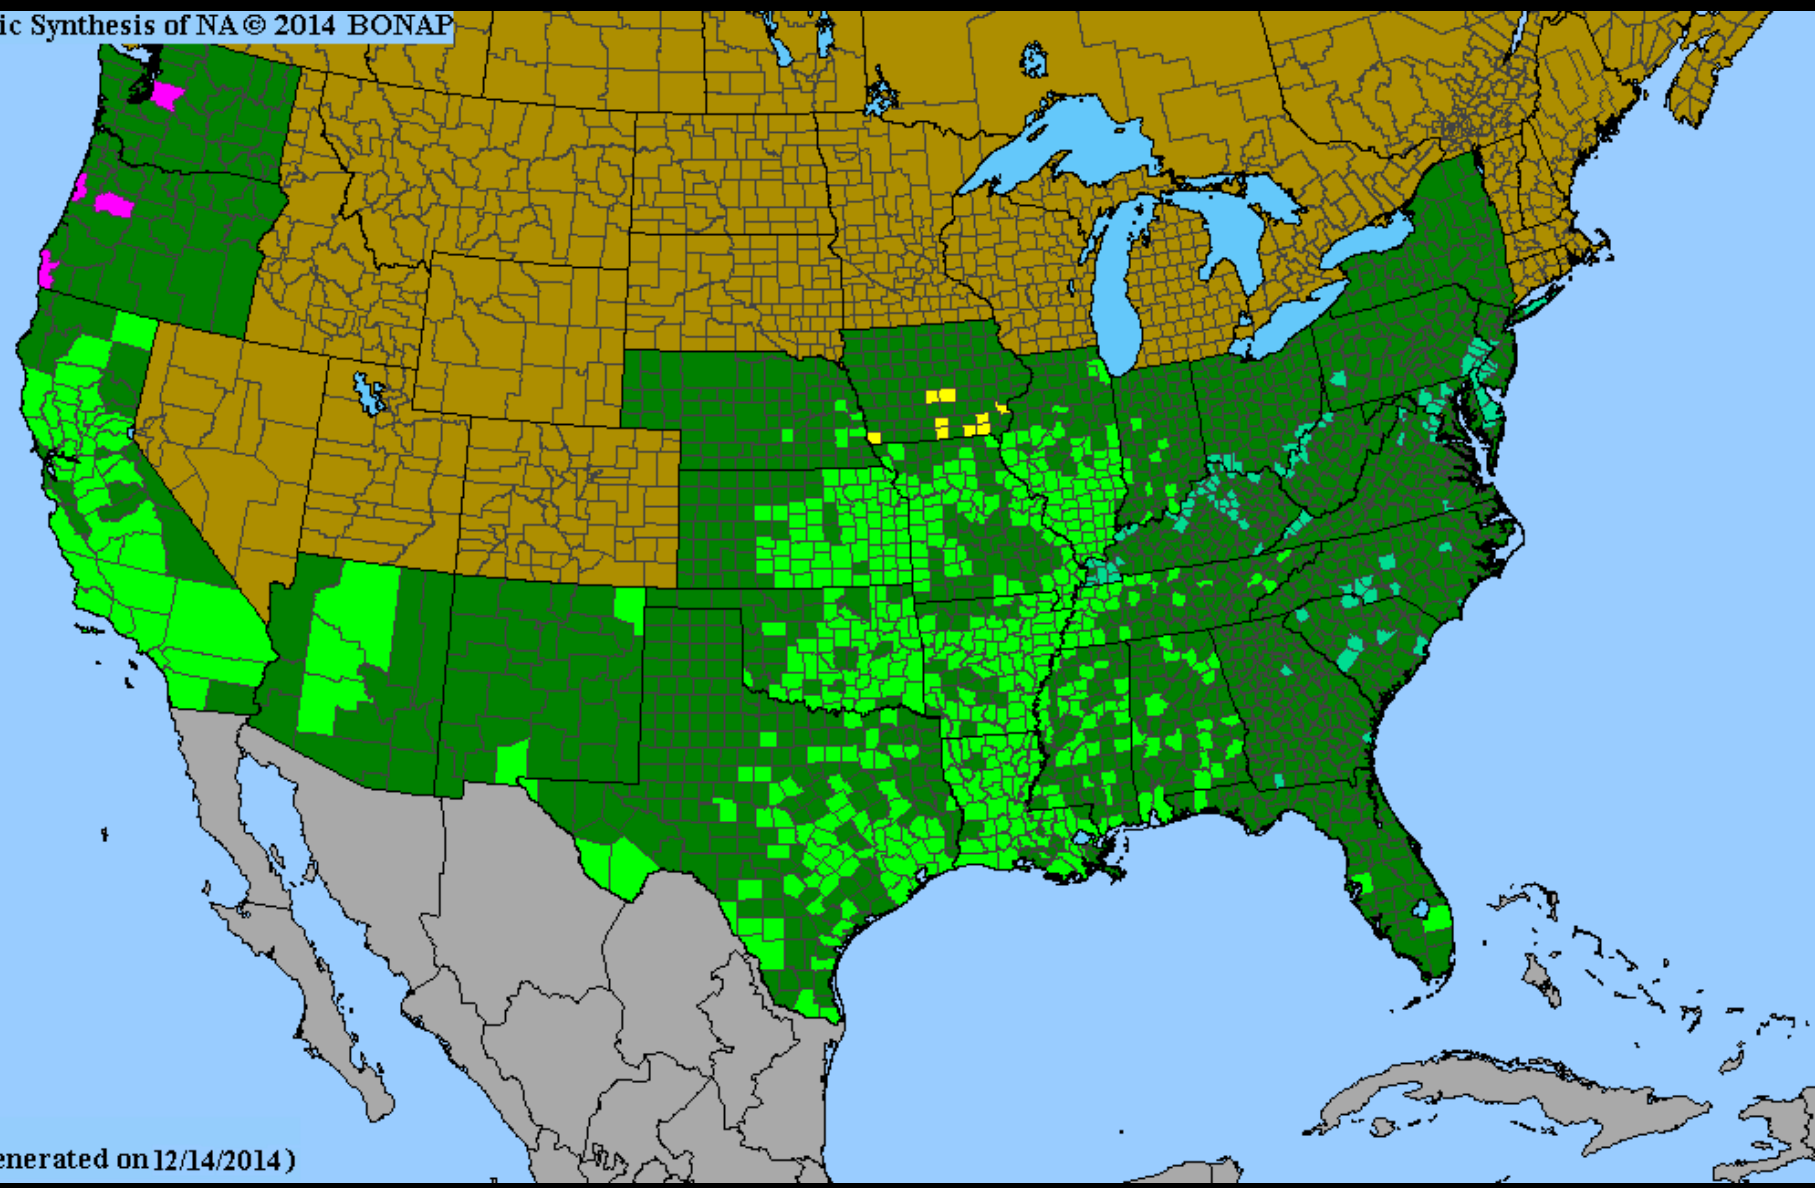 ic Synthesis of NA © 2014 BONAP
enerated on 12/14/2014 )